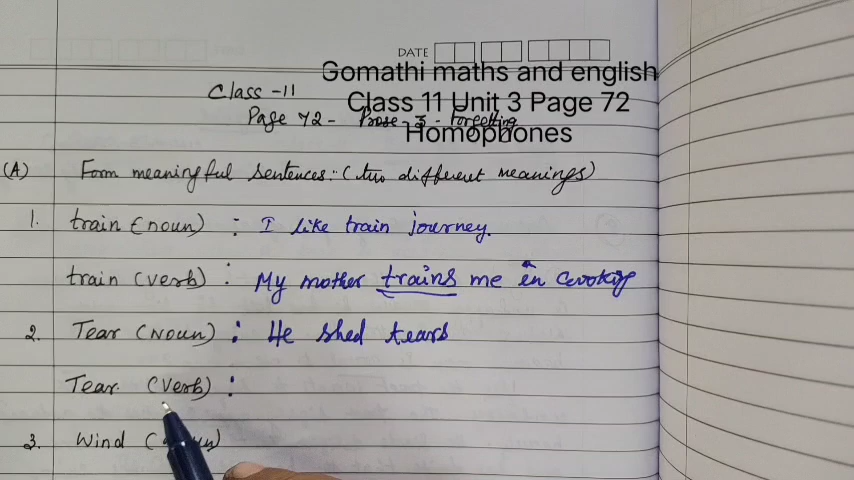 DATE
Gomathi maths and english
Class -11
Class 11 Unit 3 Page 72
Page 72 - Prose-3 - Forgetting
Homophones
(A) Form meaningful sentences: (two different meanings)
1. train (noun) : I like train journey.
train (verb) : My mother trains me in cooking
2. Tear (Noun) : He shed tears
Tear (Verb) :
3. Wind (